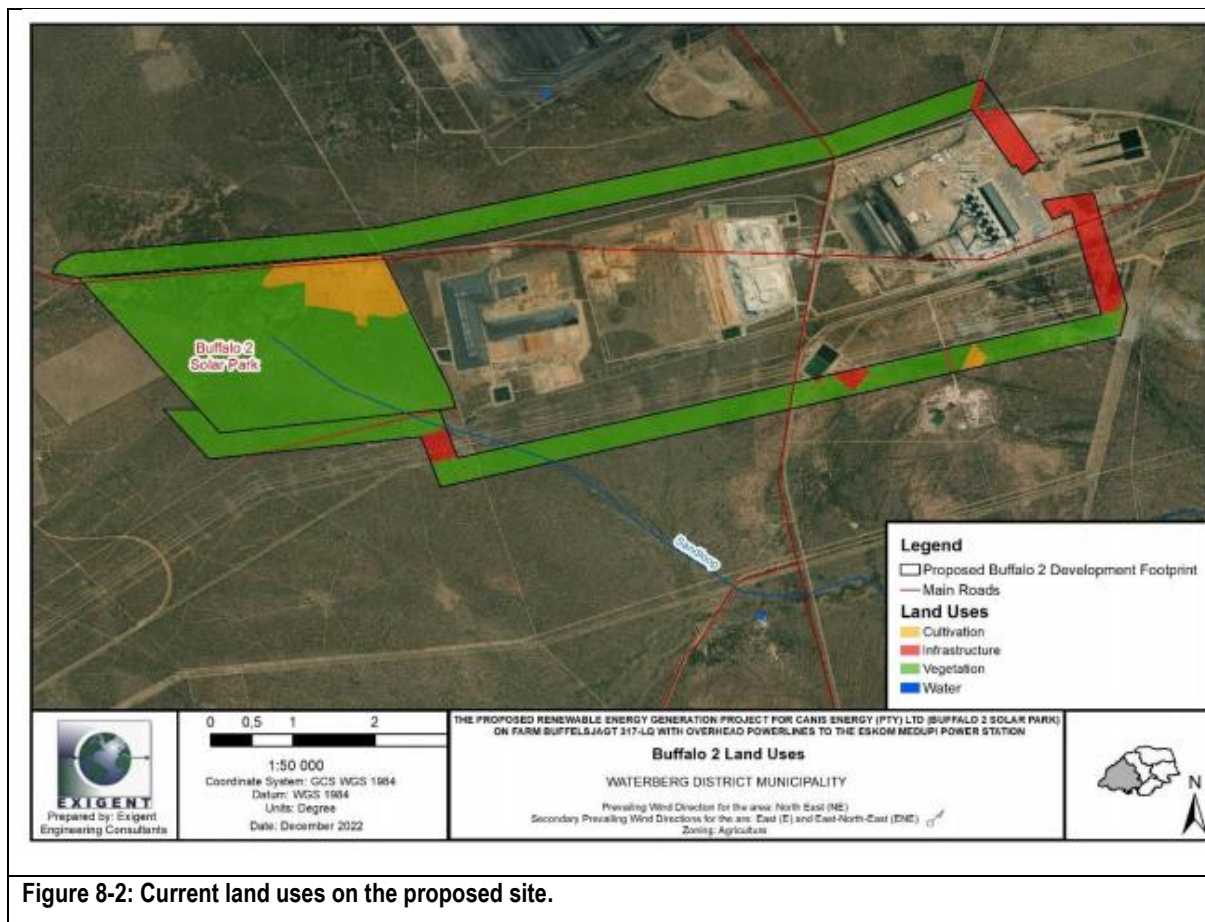 Buffalo 2
Solar Park
Sandloop
Legend
Proposed Buffalo 2 Development Footprint
Main Roads
Land Uses
Cultivation
Infrastructure
Vegetation
Water
EXIGENT
Prepared by: Exigent
Engineering Consultants
0 0,5 1 2
1:50 000
Coordinate System: GCS WGS 1984
Datum: WGS 1984
Units: Degree
Date: December 2022
THE PROPOSED RENEWABLE ENERGY GENERATION PROJECT FOR CANIS ENERGY (PTY) LTD (BUFFALO 2 SOLAR PARK)
ON FARM BUFFELSJAGT 317-LQ WITH OVERHEAD POWERLINES TO THE ESKOM MEDUPI POWER STATION
Buffalo 2 Land Uses
WATERBERG DISTRICT MUNICIPALITY
Prevailing Wind Direction for the area: North East (NE)
Secondary Prevailing Wind Directions for the are: East (E) and East-North-East (ENE)
Zoning: Agriculture
N
Figure 8-2: Current land uses on the proposed site.